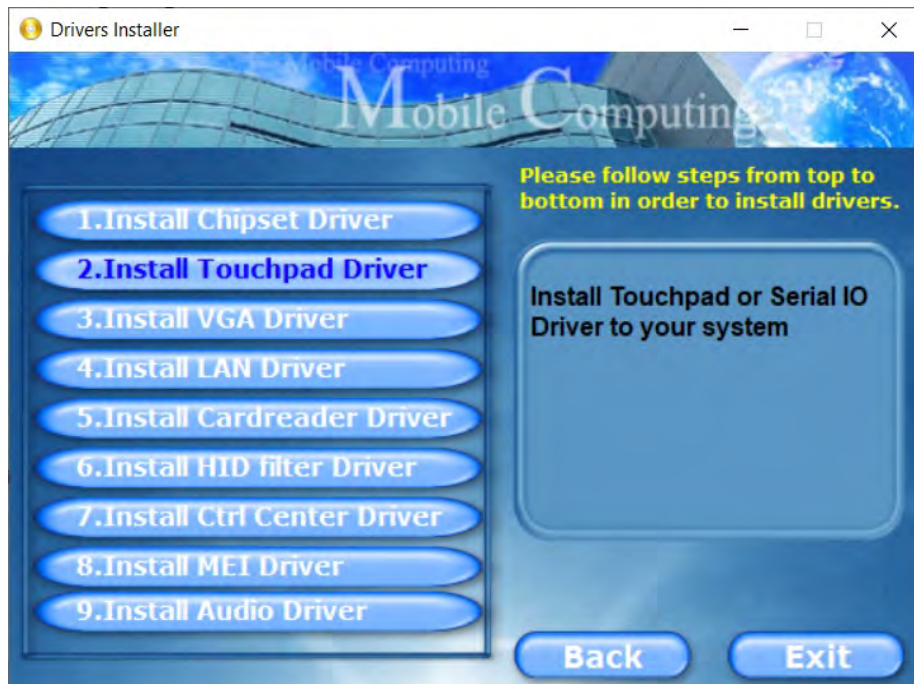 Drivers Installer
Mobile Computing
Mobile Computing
Please follow steps from top to
bottom in order to install drivers.
1.Install Chipset Driver
2.Install Touchpad Driver
3.Install VGA Driver
4.Install LAN Driver
5.Install Cardreader Driver
6.Install HID filter Driver
7.Install Ctrl Center Driver
8.Install MEI Driver
9.Install Audio Driver
Install Touchpad or Serial IO
Driver to your system
Back
Exit